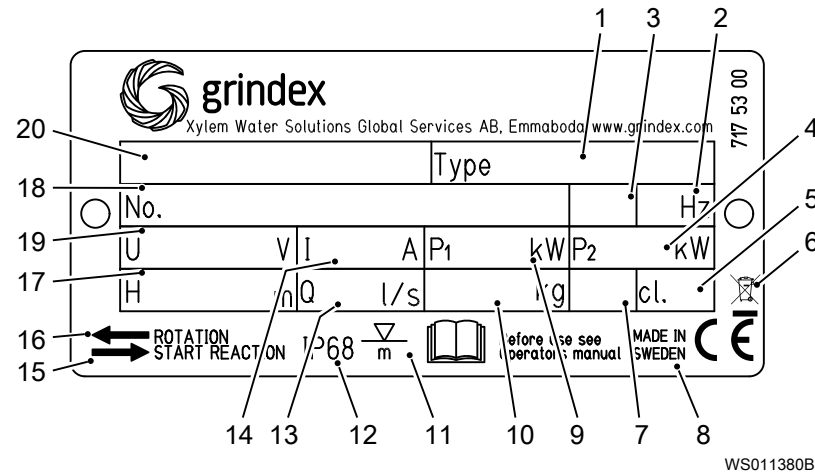 1 3 2
grindex
Xylem Water Solutions Global Services AB, Emmaboda www.grindex.com
717 53 00
20 Type 4
18 No. Hz
19 U V I A P1 kW P2 kW 5
17 H m Q l/s kg cl. 6
16 ROTATION
15 START REACTION IP68 m Before use see operators manual MADE IN SWEDEN CE
14 13 12 11 10 9 7 8
WS011380B